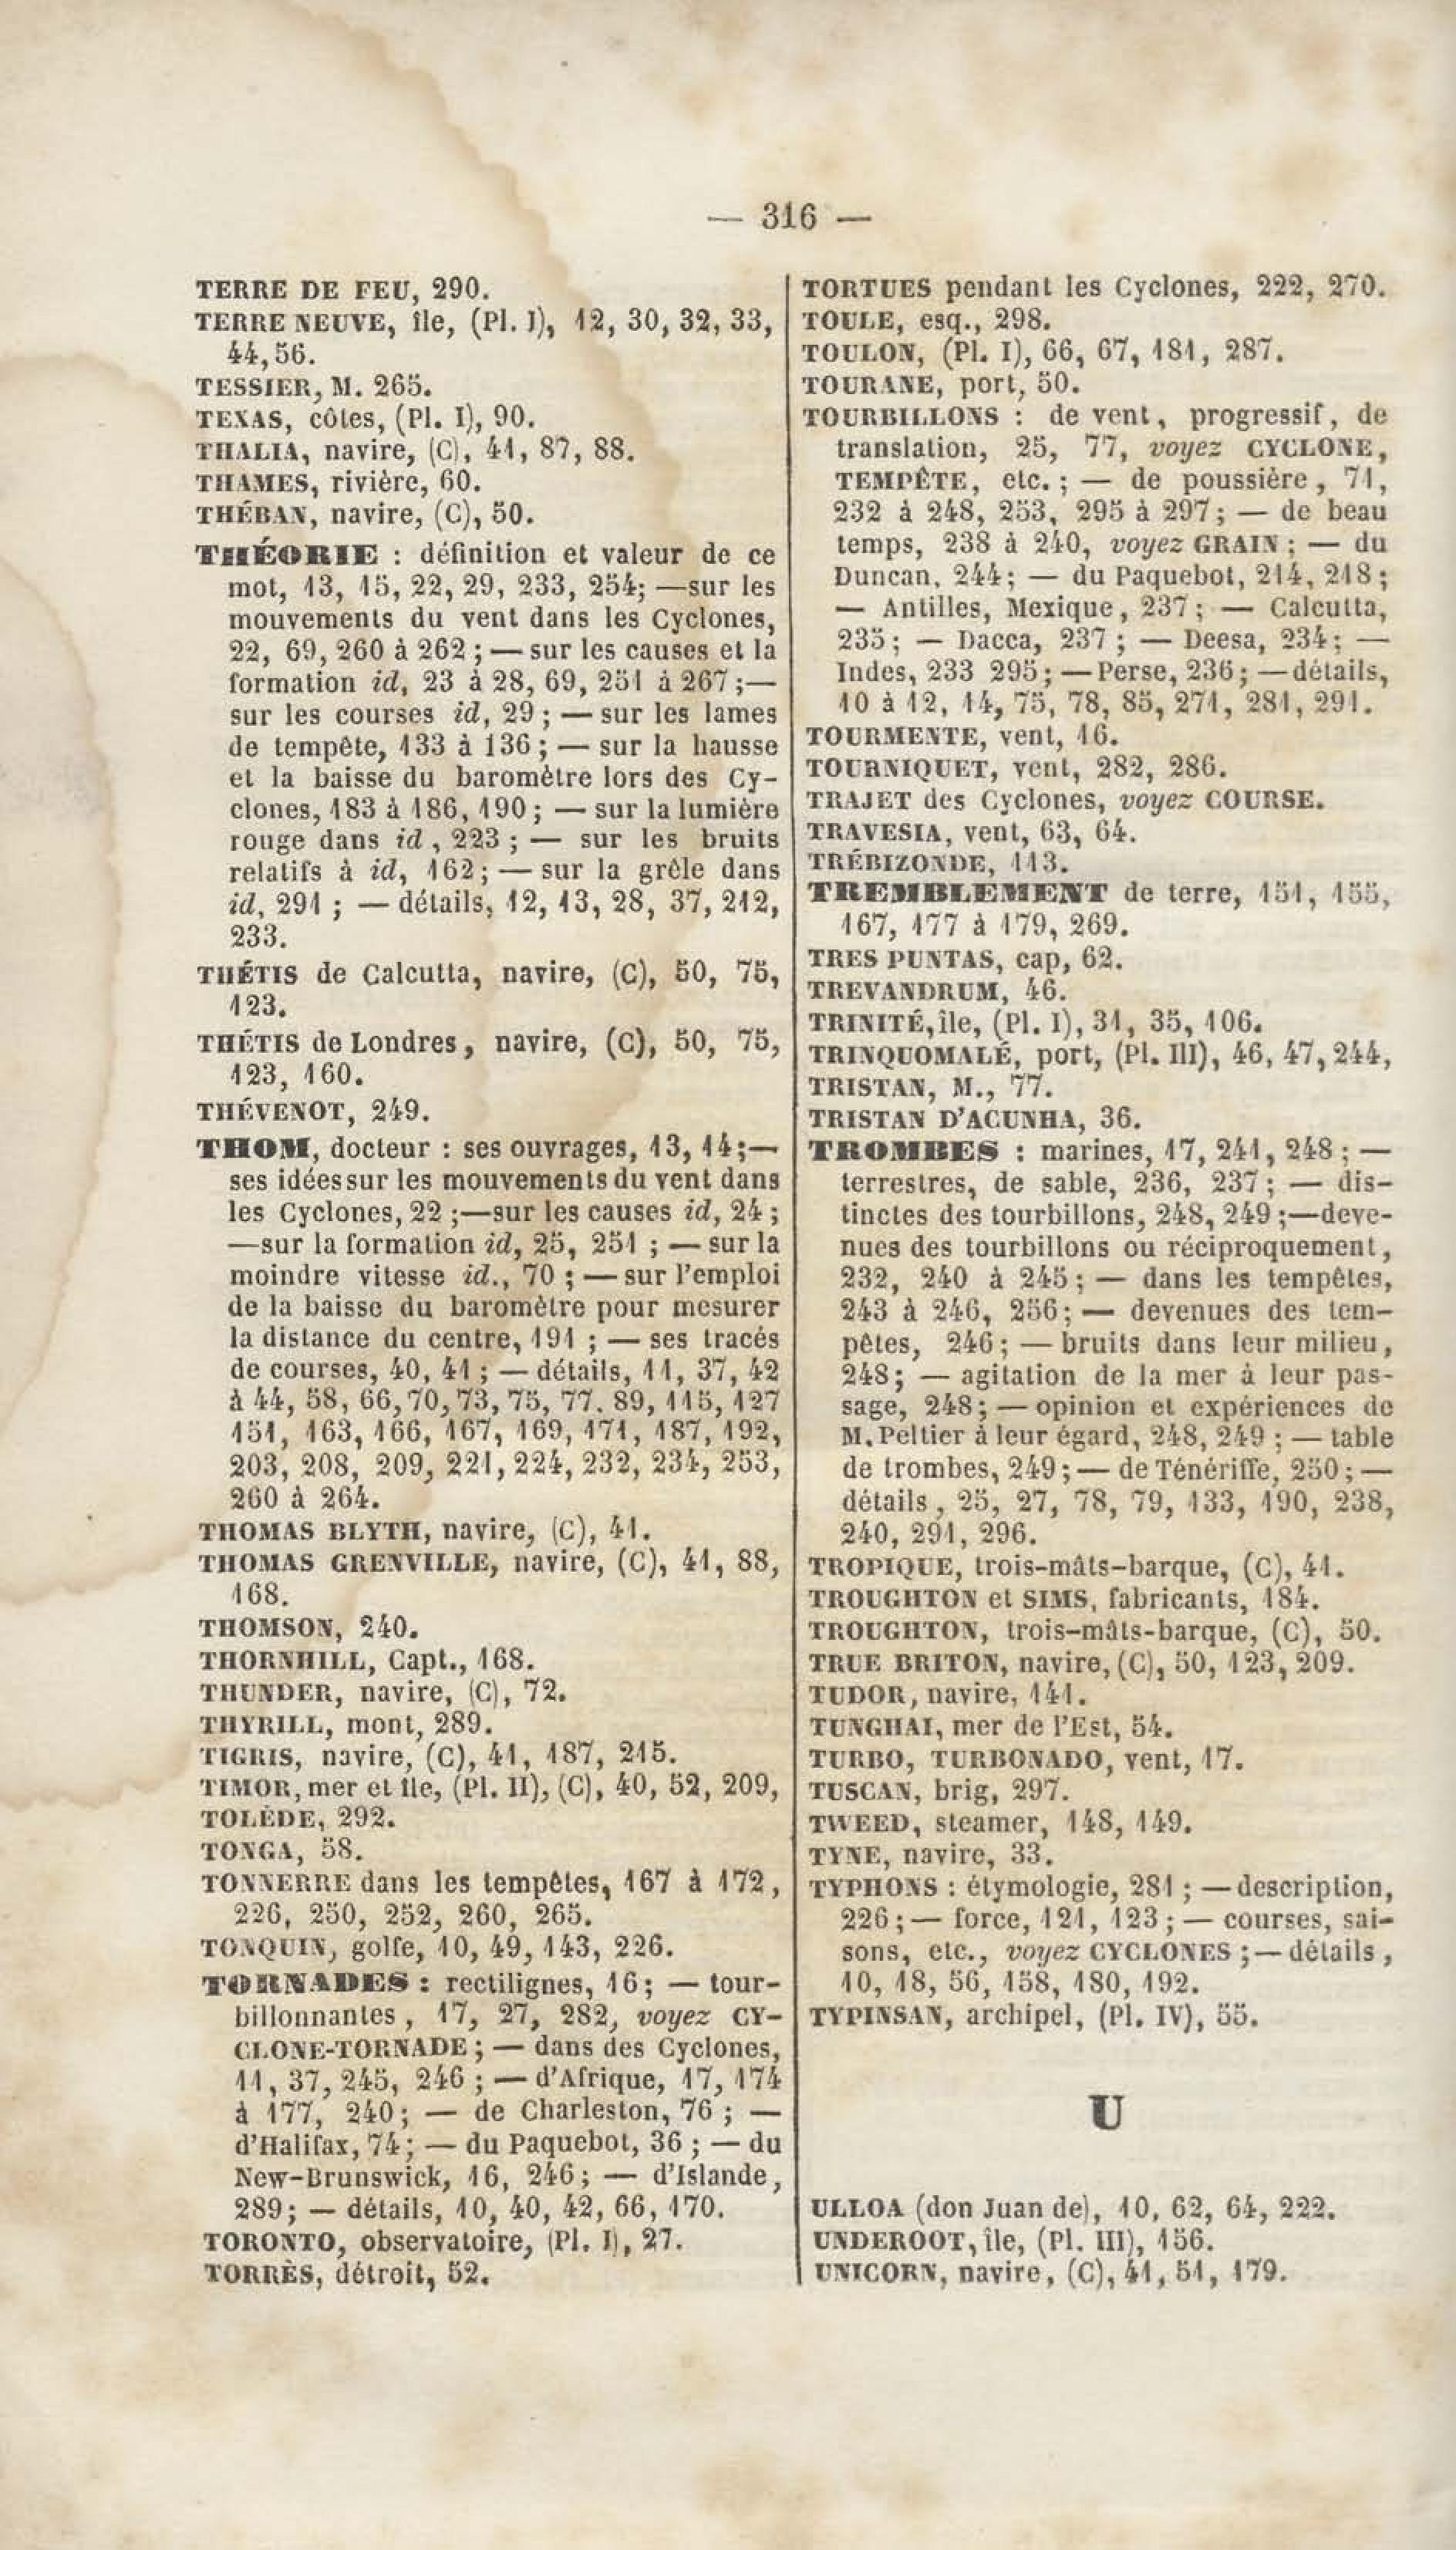 — 316 —
TERRE DE FEU, 290.
TERRE NEUVE, île, (Pl. I), 12, 30, 32, 33,
44, 56.
TESSIER, M. 265.
TEXAS, côtes, (Pl. I), 90.
THALIA, navire, (C), 41, 87, 88.
THAMES, rivière, 60.
THÉBAN, navire, (C), 50.
THÉORIE : définition et valeur de ce
mot, 13, 15, 22, 29, 233, 254; —sur les
mouvements du vent dans les Cyclones,
22, 69, 260 à 262 ; — sur les causes et la
formation id, 23 à 28, 69, 251 à 267 ;—
sur les courses id, 29 ; — sur les lames
de tempête, 133 à 136 ; — sur la hausse
et la baisse du baromètre lors des Cy-
clones, 183 à 186, 190 ; — sur la lumière
rouge dans id , 223 ; — sur les bruits
relatifs à id, 162 ; — sur la grêle dans
id, 291 ; — détails, 12, 13, 28, 37, 212,
233.
THÉTIS de Calcutta, navire, (C), 50, 75,
123.
THÉTIS de Londres, navire, (C), 50, 75,
123, 160.
THÉVENOT, 249.
THOM, docteur : ses ouvrages, 13, 14 ;—
ses idées sur les mouvements du vent dans
les Cyclones, 22 ;—sur les causes id, 24 ;
—sur la formation id, 25, 251 ; — sur la
moindre vitesse id., 70 ; — sur l'emploi
de la baisse du baromètre pour mesurer
la distance du centre, 191 ; — ses tracés
de courses, 40, 41 ; — détails, 11, 37, 42
à 44, 58, 66, 70, 73, 75, 77. 89, 115, 127
151, 163, 166, 167, 169, 171, 187, 192,
203, 208, 209, 221, 224, 232, 234, 253,
260 à 264.
THOMAS BLYTH, navire, (C), 41.
THOMAS GRENVILLE, navire, (C), 41, 88,
168.
THOMSON, 240.
THORNHILL, Capt., 168.
THUNDER, navire, (C), 72.
THYRILL, mont, 289.
TIGRIS, navire, (C), 41, 187, 215.
TIMOR, mer et île, (Pl. II), (C), 40, 52, 209,
TOLÈDE, 292.
TONGA, 58.
TONNERRE dans les tempêtes, 167 à 172,
226, 250, 252, 260, 265.
TONQUIN, golfe, 10, 49, 143, 226.
TORNADES : rectilignes, 16 ; — tour-
billonnantes , 17, 27, 282, voyez CY-
CLONE-TORNADE ; — dans des Cyclones,
11, 37, 245, 246 ; — d'Afrique, 17, 174
à 177, 240 ; — de Charleston, 76 ; —
d'Halifax, 74 ; — du Paquebot, 36 ; — du
New-Brunswick, 16, 246 ; — d'Islande,
289 ; — détails, 10, 40, 42, 66, 170.
TORONTO, observatoire, (Pl. I), 27.
TORRÈS, détroit, 52.
TORTUES pendant les Cyclones, 222, 270.
TOULE, esq., 298.
TOULON, (Pl. I), 66, 67, 181, 287.
TOURANE, port, 50.
TOURBILLONS : de vent, progressif, de
translation, 25, 77, voyez CYCLONE,
TEMPÊTE, etc. ; — de poussière , 71,
232 à 248, 253, 295 à 297 ; — de beau
temps, 238 à 240, voyez GRAIN ; — du
Duncan, 244 ; — du Paquebot, 214, 218 ;
— Antilles, Mexique, 237 ; — Calcutta,
235 ; — Dacca, 237 ; — Deesa, 234 ; —
Indes, 233 295 ; — Perse, 236 ; — détails,
10 à 12, 14, 75, 78, 85, 271, 281, 291.
TOURMENTE, vent, 16.
TOURNIQUET, vent, 282, 286.
TRAJET des Cyclones, voyez COURSE.
TRAVESIA, vent, 63, 64.
TRÉBIZONDE, 113.
TREMBLEMENT de terre, 151, 155,
167, 177 à 179, 269.
TRES PUNTAS, cap, 62.
TREVANDRUM, 46.
TRINITÉ, île, (Pl. I), 31, 35, 106.
TRINQUOMALÉ, port, (Pl. III), 46, 47, 244,
TRISTAN, M., 77.
TRISTAN D'ACUNHA, 36.
TROMBES : marines, 17, 241, 248 ; —
terrestres, de sable, 236, 237 ; — dis-
tinctes des tourbillons, 248, 249 ;—deve-
nues des tourbillons ou réciproquement,
232, 240 à 245 ; — dans les tempêtes,
243 à 246, 256 ; — devenues des tem-
pêtes, 246 ; — bruits dans leur milieu,
248 ; — agitation de la mer à leur pas-
sage, 248 ; — opinion et expériences de
M. Peltier à leur égard, 248, 249 ; — table
de trombes, 249 ; — de Ténériffe, 250 ; —
détails , 25, 27, 78, 79, 133, 190, 238,
240, 291, 296.
TROPIQUE, trois-mâts-barque, (C), 41.
TROUGHTON et SIMS, fabricants, 184.
TROUGHTON, trois-mâts-barque, (C), 50.
TRUE BRITON, navire, (C), 50, 123, 209.
TUDOR, navire, 141.
TUNGHAI, mer de l'Est, 54.
TURBO, TURBONADO, vent, 17.
TUSCAN, brig, 297.
TWEED, steamer, 148, 149.
TYNE, navire, 33.
TYPHONS : étymologie, 281 ; — description,
226 ; — force, 121, 123 ; — courses, sai-
sons, etc., voyez CYCLONES ; — détails ,
10, 18, 56, 158, 180, 192.
TYPINSAN, archipel, (Pl. IV), 55.
U
ULLOA (don Juan de), 10, 62, 64, 222.
UNDEROOT, île, (Pl. III), 156.
UNICORN, navire, (C), 41, 51, 179.